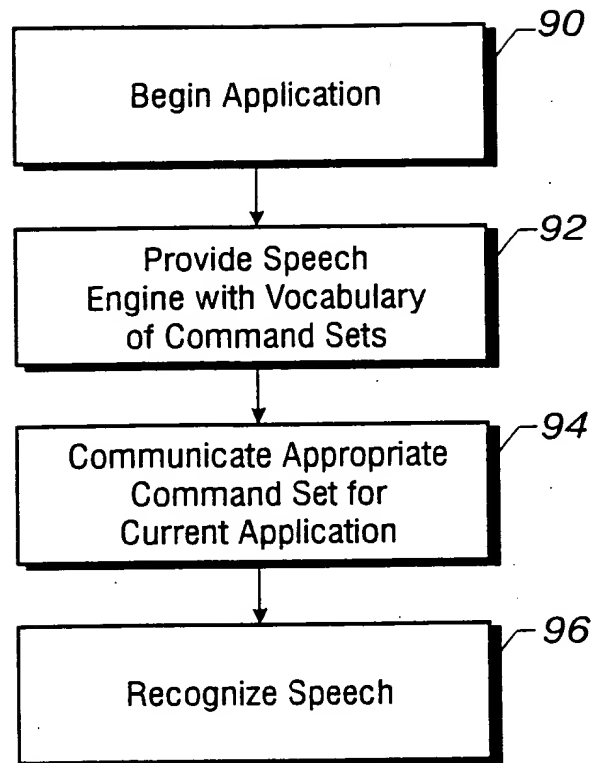 90
Begin Application
92
Provide Speech
Engine with Vocabulary
of Command Sets
94
Communicate Appropriate
Command Set for
Current Application
96
Recognize Speech